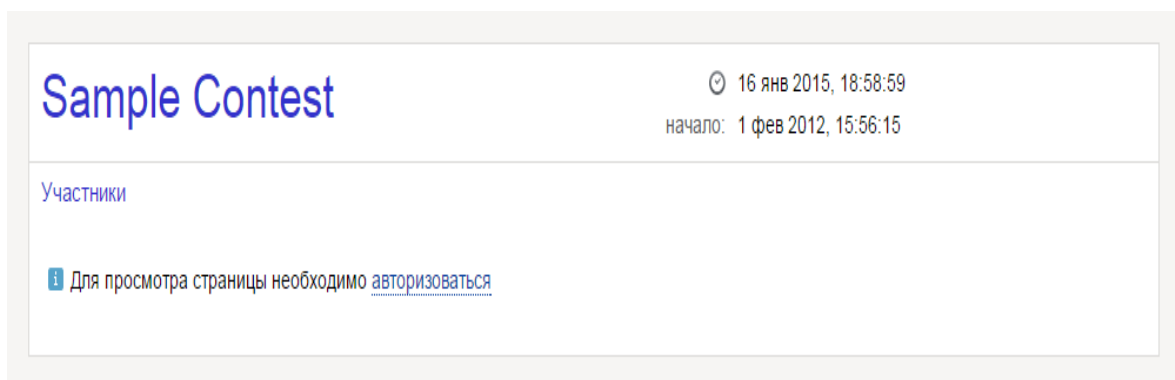 Sample Contest
16 янв 2015, 18:58:59
начало: 1 фев 2012, 15:56:15
Участники
Для просмотра страницы необходимо авторизоваться